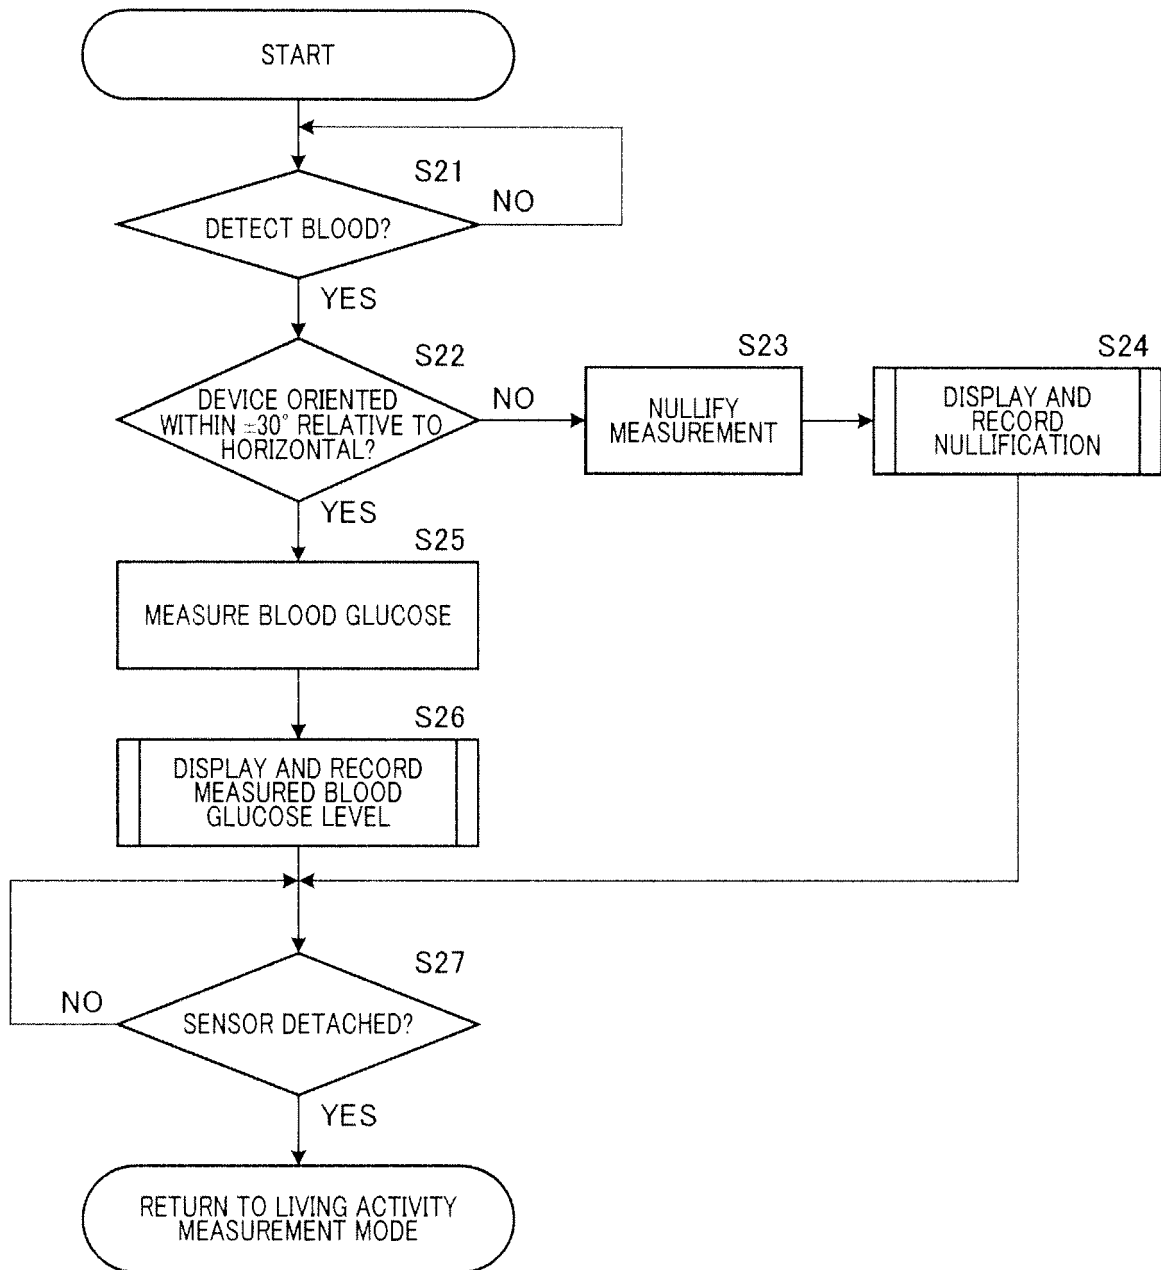 START
S21
DETECT BLOOD?
NO
YES
S22
DEVICE ORIENTED
WITHIN ±30° RELATIVE TO
HORIZONTAL?
NO
YES
S23
NULLIFY
MEASUREMENT
S24
DISPLAY AND
RECORD
NULLIFICATION
S25
MEASURE BLOOD GLUCOSE
S26
DISPLAY AND RECORD
MEASURED BLOOD
GLUCOSE LEVEL
S27
SENSOR DETACHED?
NO
YES
RETURN TO LIVING ACTIVITY
MEASUREMENT MODE